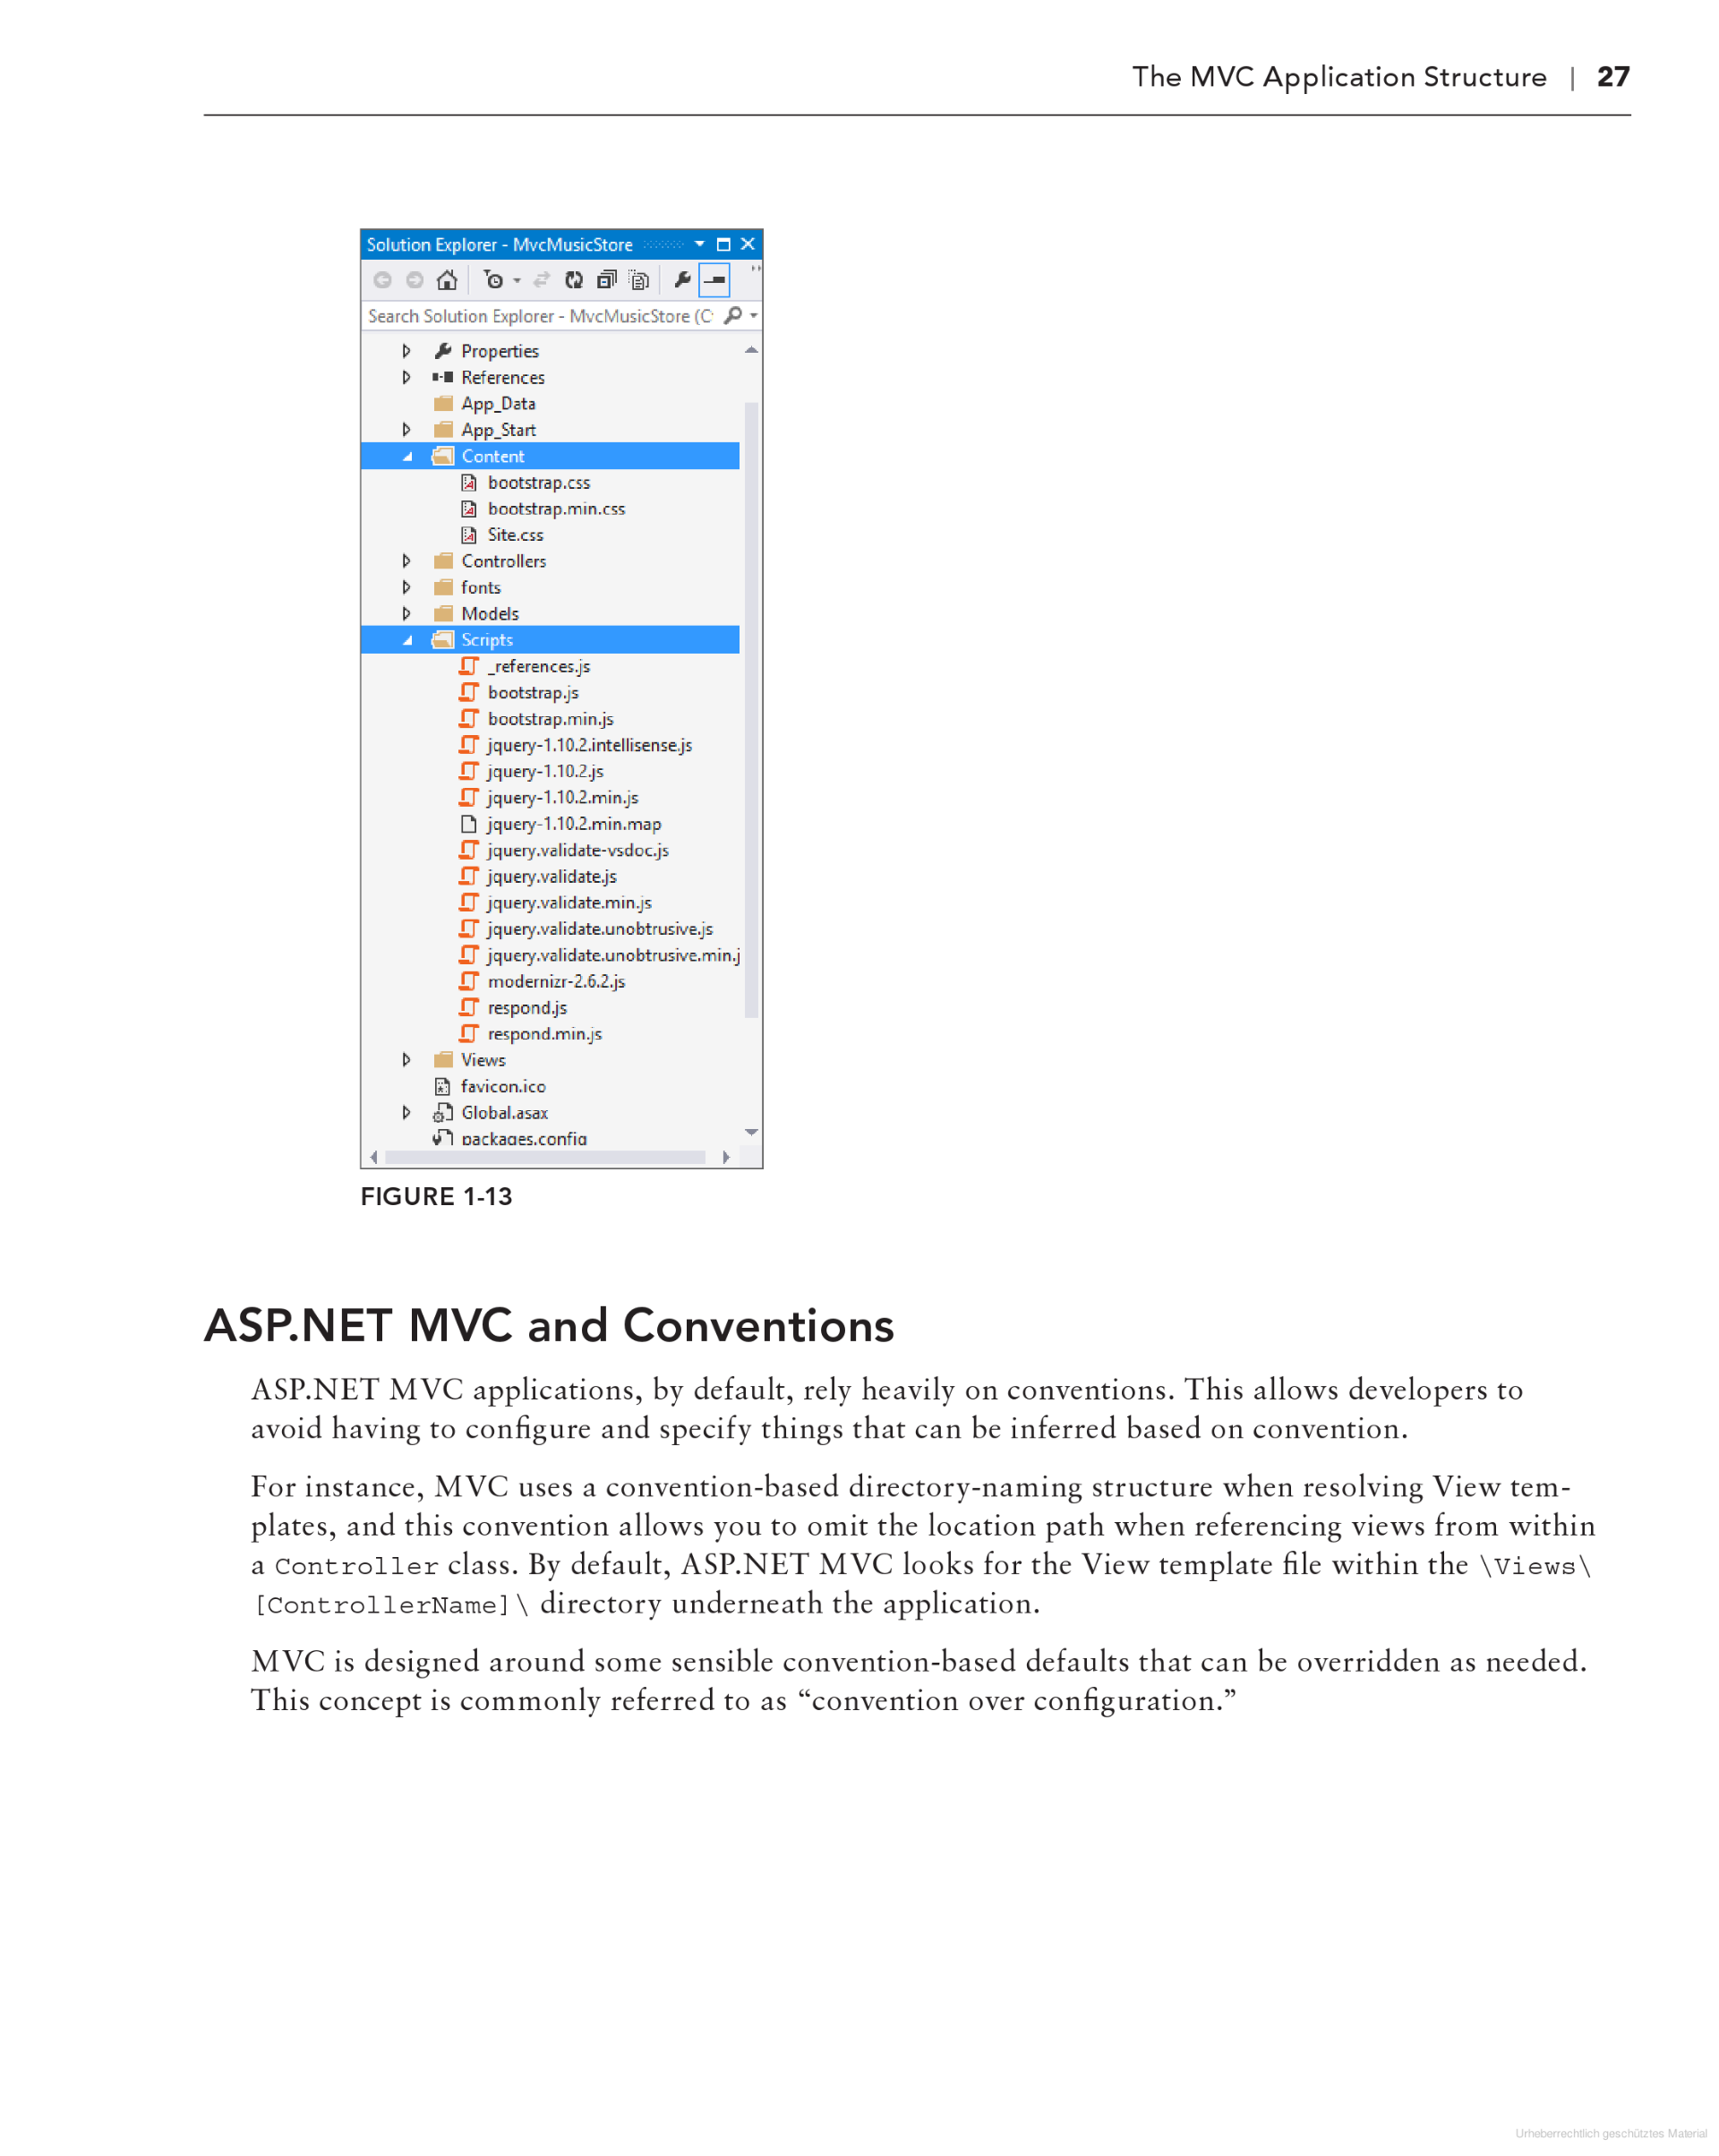 The MVC Application Structure | 27
Solution Explorer - MvcMusicStore
Search Solution Explorer - MvcMusicStore (C
Properties
References
App_Data
App_Start
Content
bootstrap.css
bootstrap.min.css
Site.css
Controllers
fonts
Models
Scripts
_references.js
bootstrap.js
bootstrap.min.js
jquery-1.10.2.intellisense.js
jquery-1.10.2.js
jquery-1.10.2.min.js
jquery-1.10.2.min.map
jquery.validate-vsdoc.js
jquery.validate.js
jquery.validate.min.js
jquery.validate.unobtrusive.js
jquery.validate.unobtrusive.min.j
modernizr-2.6.2.js
respond.js
respond.min.js
Views
favicon.ico
Global.asax
packages.config
FIGURE 1-13
ASP.NET MVC and Conventions
ASP.NET MVC applications, by default, rely heavily on conventions. This allows developers to
avoid having to configure and specify things that can be inferred based on convention.
For instance, MVC uses a convention-based directory-naming structure when resolving View tem-
plates, and this convention allows you to omit the location path when referencing views from within
a Controller class. By default, ASP.NET MVC looks for the View template file within the \Views\
[ControllerName]\ directory underneath the application.
MVC is designed around some sensible convention-based defaults that can be overridden as needed.
This concept is commonly referred to as “convention over configuration.”
Urheberrechtlich geschütztes Material